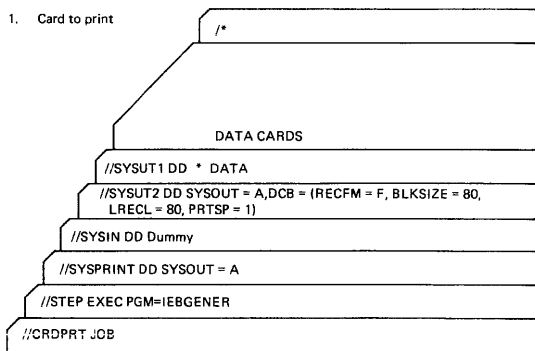 1. Card to print
/*
DATA CARDS
//SYSUT1 DD * DATA
//SYSUT2 DD SYSOUT = A,DCB = (RECFM = F, BLKSIZE = 80,
LRECL = 80, PRTSP = 1)
//SYSIN DD Dummy
//SYSPRINT DD SYSOUT = A
//STEP EXEC PGM=IEBGENER
//CRDPRT JOB